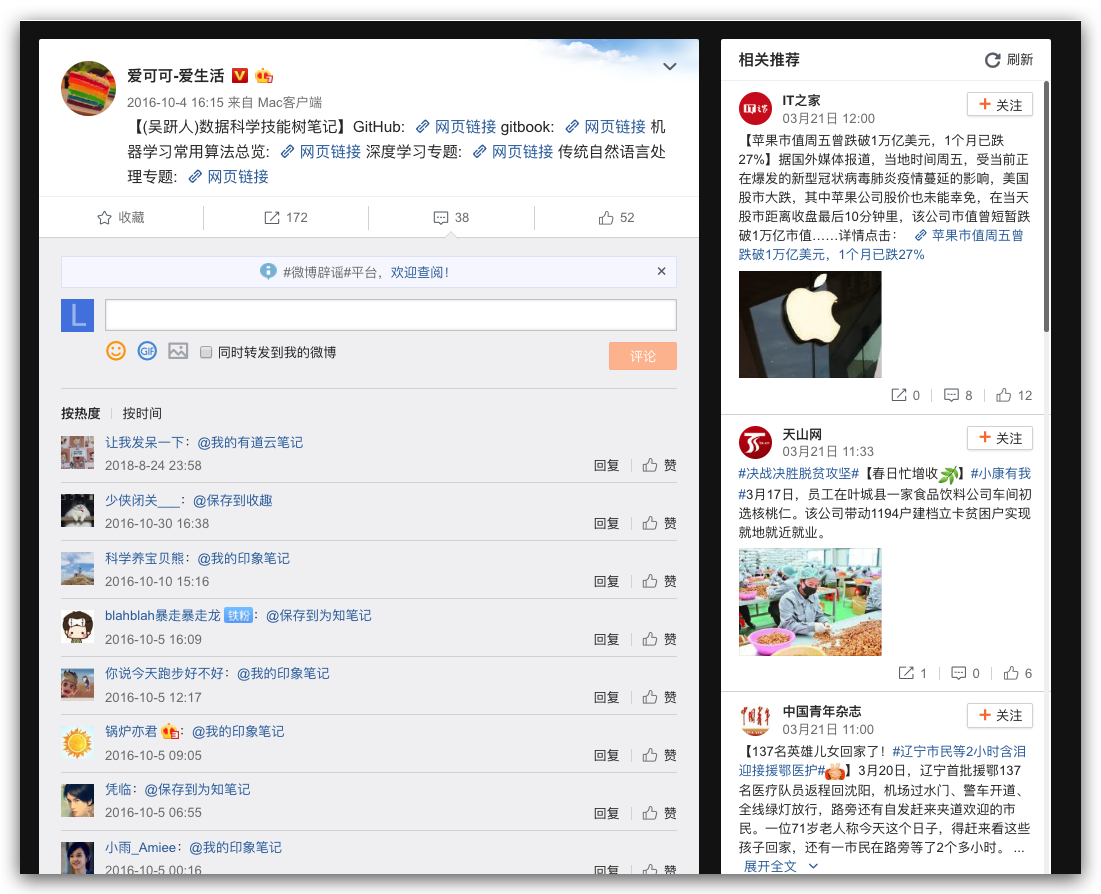 爱可可-爱生活
2016-10-4 16:15 来自 Mac客户端
【(吴跃人)数据科学技能树笔记】GitHub: 网页链接 gitbook: 网页链接 机
器学习常用算法总览: 网页链接 深度学习专题: 网页链接 传统自然语言处
理专题: 网页链接
收藏
172
38
52
#微博辟谣#平台，欢迎查阅！
L
GIF
同时转发到我的微博
评论
按热度 按时间
让我发呆一下：@我的有道云笔记
2018-8-24 23:58
回复 赞
少侠闭关___：@保存到收趣
2016-10-30 16:38
回复 赞
科学养宝贝熊：@我的印象笔记
2016-10-10 15:16
回复 赞
blahblah暴走暴走龙 铁粉：@保存到为知笔记
2016-10-5 16:09
回复 赞
你说今天跑步好不好：@我的印象笔记
2016-10-5 12:17
回复 赞
锅炉亦君：@我的印象笔记
2016-10-5 09:05
回复 赞
凭临：@保存到为知笔记
2016-10-5 06:55
回复 赞
小雨_Amiee：@我的印象笔记
2016-10-5 00:16
回复 赞
相关推荐
刷新
IT之家
+ 关注
03月21日 12:00
【苹果市值周五曾跌破1万亿美元，1个月已跌
27%】据国外媒体报道，当地时间周五，受当前正
在爆发的新型冠状病毒肺炎疫情蔓延的影响，美国
股市大跌，其中苹果公司股价也未能幸免，在当天
股市距离收盘最后10分钟里，该公司市值曾短暂跌
破1万亿市值……详情点击： 苹果市值周五曾
跌破1万亿美元，1个月已跌27%
0 8 12
天山网
+ 关注
03月21日 11:33
#决战决胜脱贫攻坚#【春日忙增收】#小康有我
#3月17日，员工在叶城县一家食品饮料公司车间初
选核桃仁。该公司带动1194户建档立卡贫困户实现
就地就近就业。
1 0 6
中国青年杂志
+ 关注
03月21日 11:00
【137名英雄儿女回家了！#辽宁市民等2小时含泪
迎接援鄂医护#】3月20日，辽宁首批援鄂137
名医疗队员返程回沈阳，机场过水门、警车开道、
全线绿灯放行，路旁还有自发赶来夹道欢迎的市
民。一位71岁老人称今天这个日子，得赶来看这些
孩子回家，还有一市民在路旁等了2个多小时。 ...
展开全文